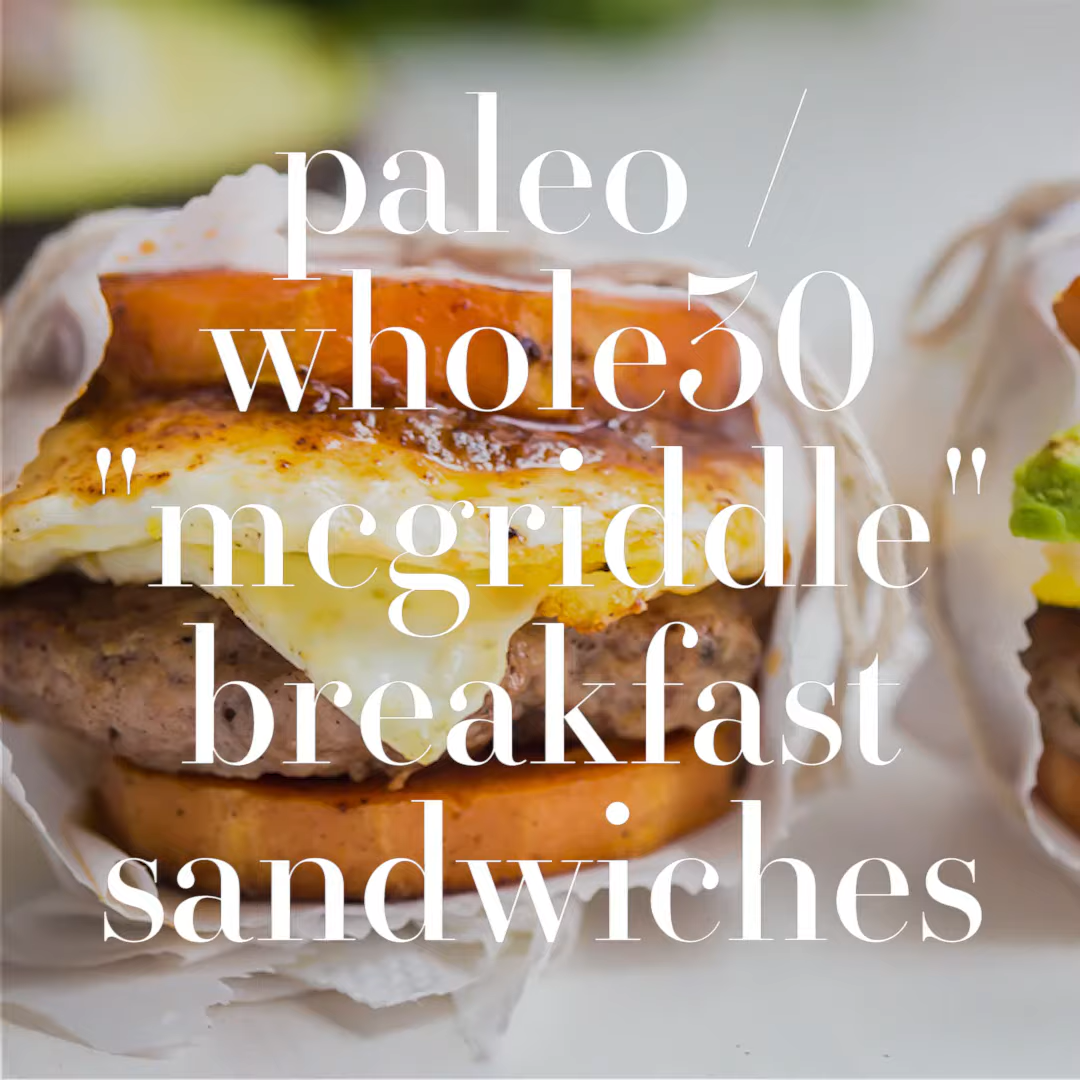 paleo /
whole30
"mcgriddle"
breakfast
sandwiches